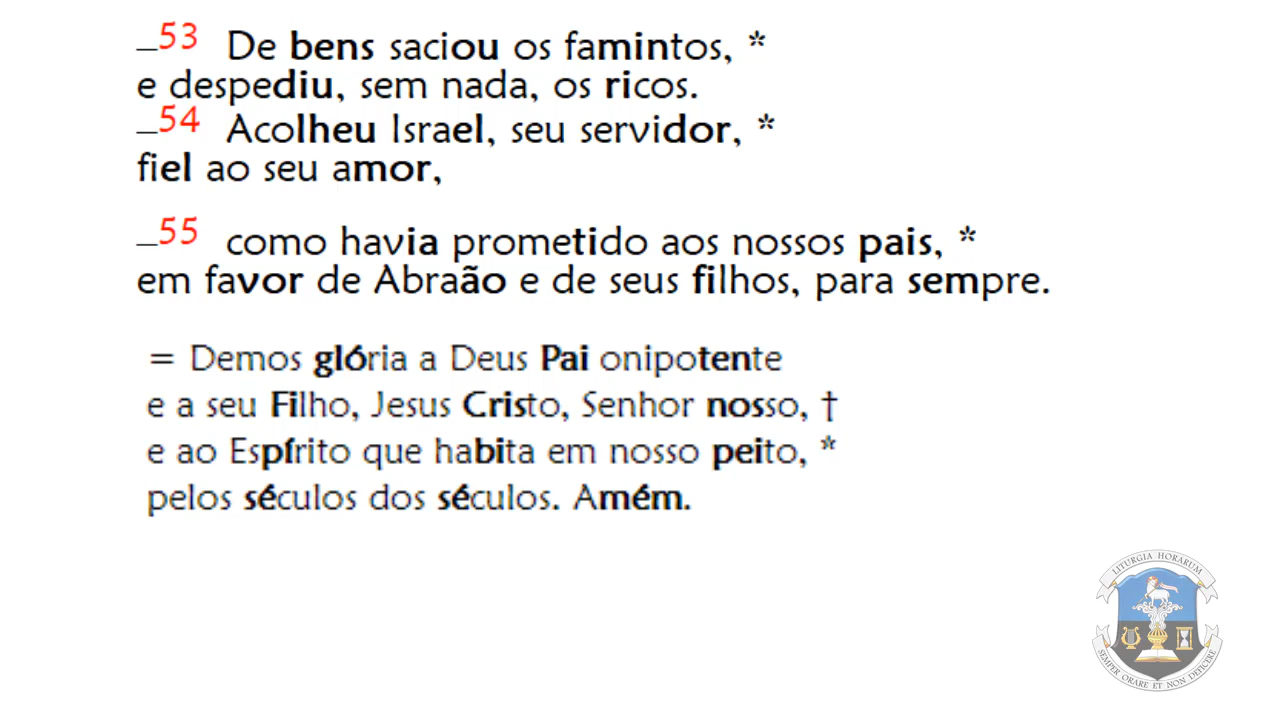 –53 De bens saciou os famintos, *
e despediu, sem nada, os ricos.
–54 Acolheu Israel, seu servidor, *
fiel ao seu amor,
–55 como havia prometido aos nossos pais, *
em favor de Abraão e de seus filhos, para sempre.
= Demos glória a Deus Pai onipotente
e a seu Filho, Jesus Cristo, Senhor nosso, †
e ao Espírito que habita em nosso peito, *
pelos séculos dos séculos. Amém.
LITURGIA HORARUM
SEMPER ORARE ET NON DEFICERE